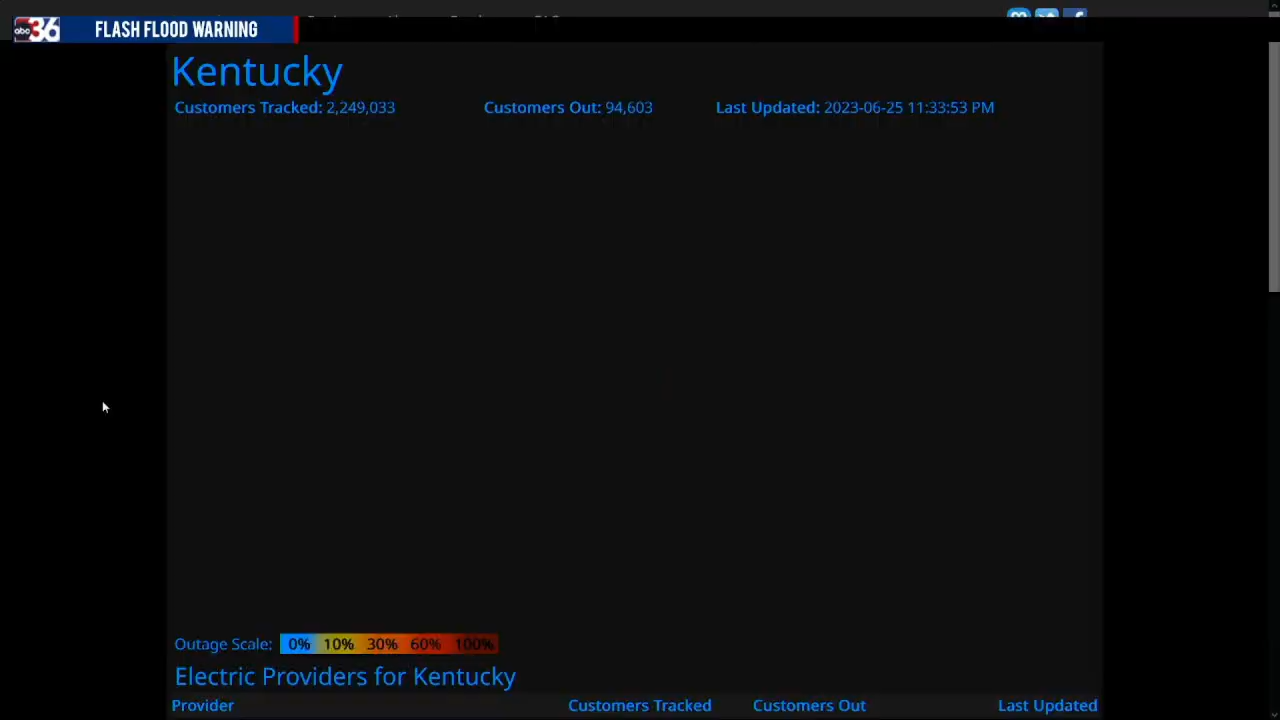 abc 36 FLASH FLOOD WARNING
Kentucky
Customers Tracked: 2,249,033 Customers Out: 94,603 Last Updated: 2023-06-25 11:33:53 PM
Outage Scale: 0% 10% 30% 60% 100%
Electric Providers for Kentucky
Provider Customers Tracked Customers Out Last Updated